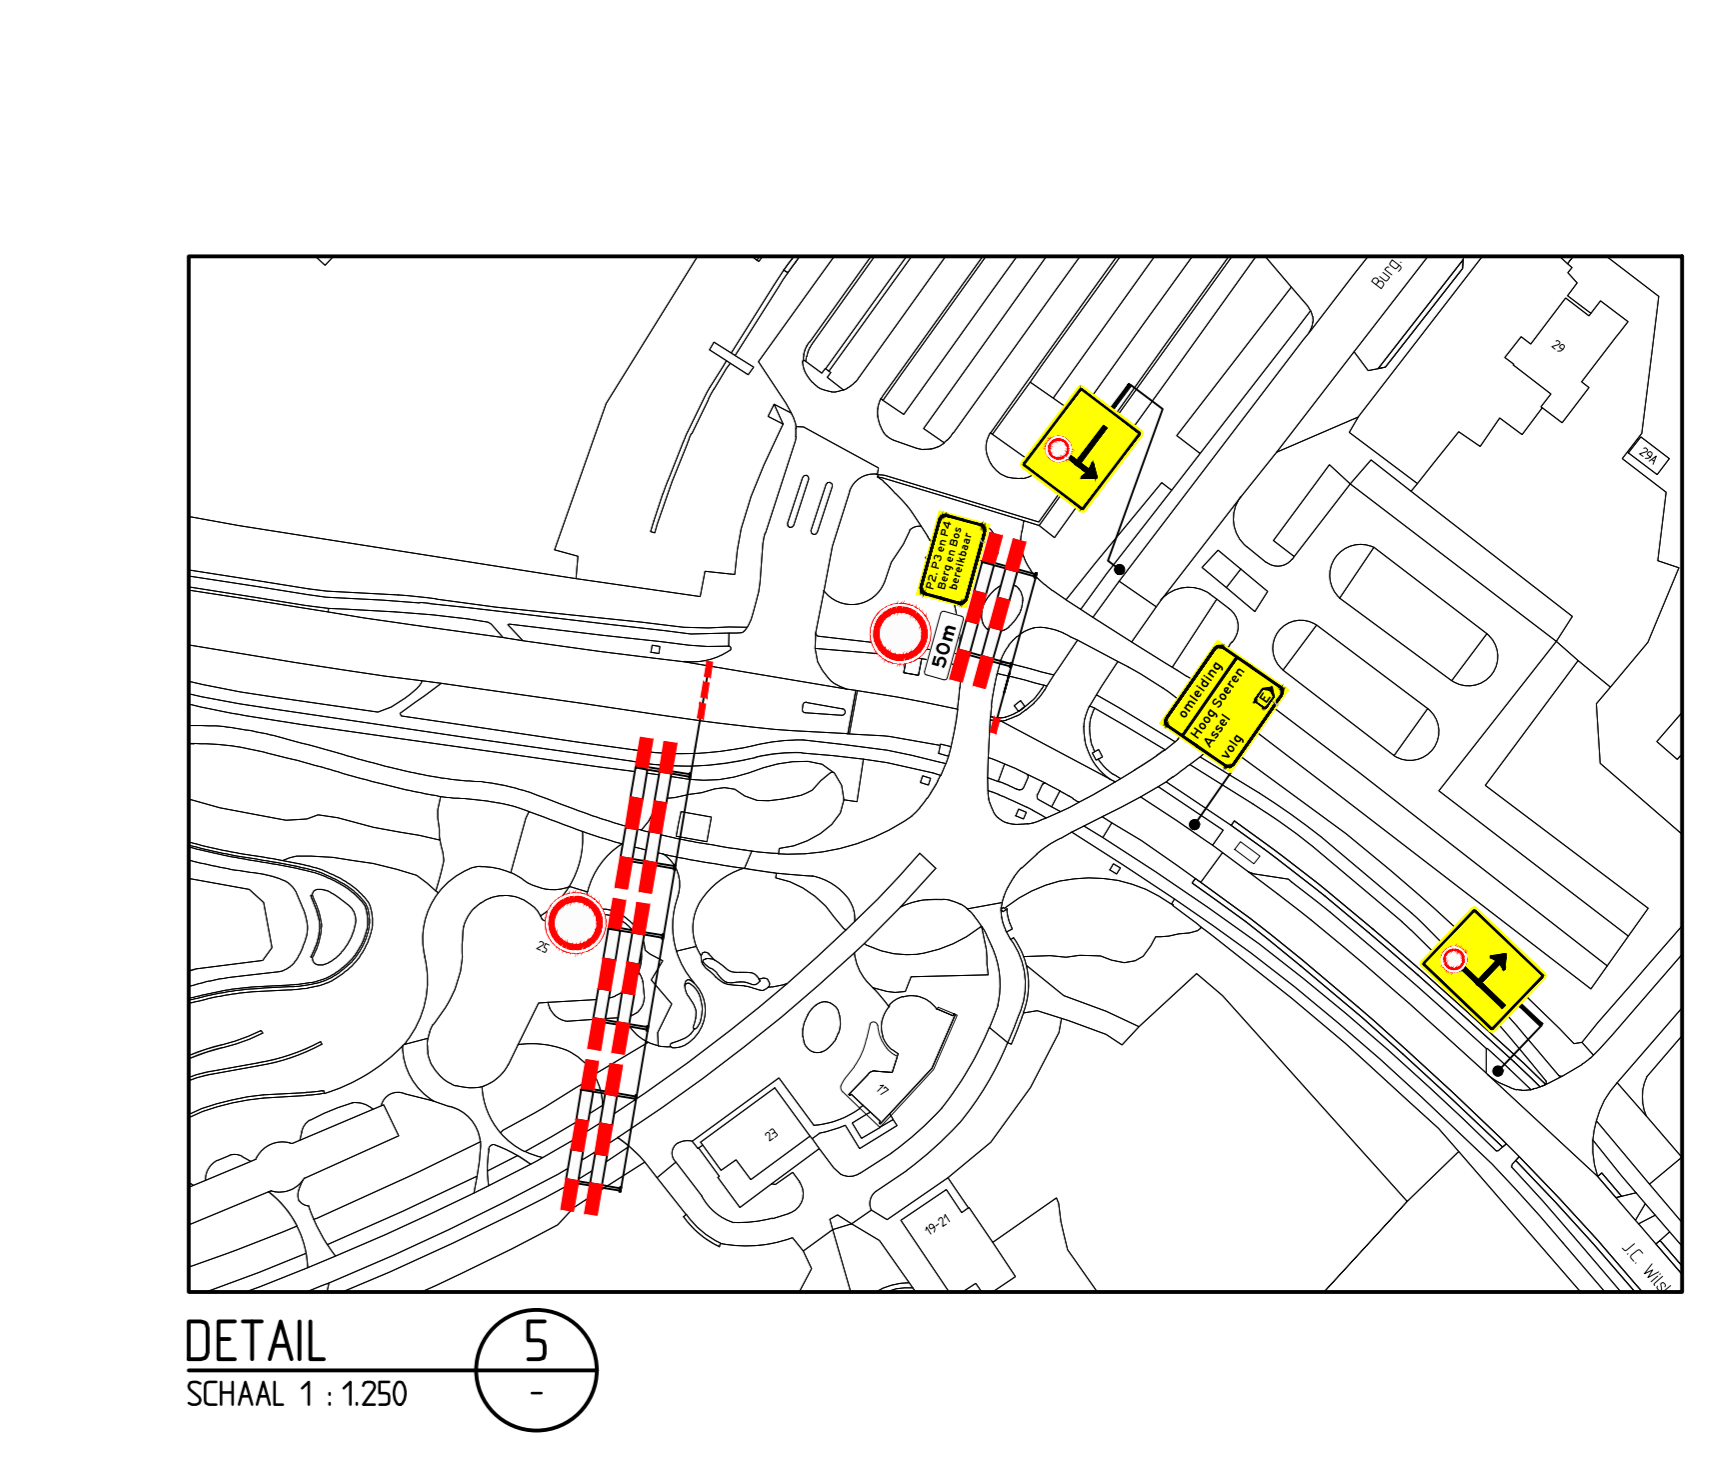 Burg.
29
29A
P2. P3 en P4
Berg en Bos
bereikbaar
50m
omleiding
Hoog Soeren
Assel
volg
E
25
17
23
19-21
DETAIL
5
SCHAAL 1 : 1.250
-